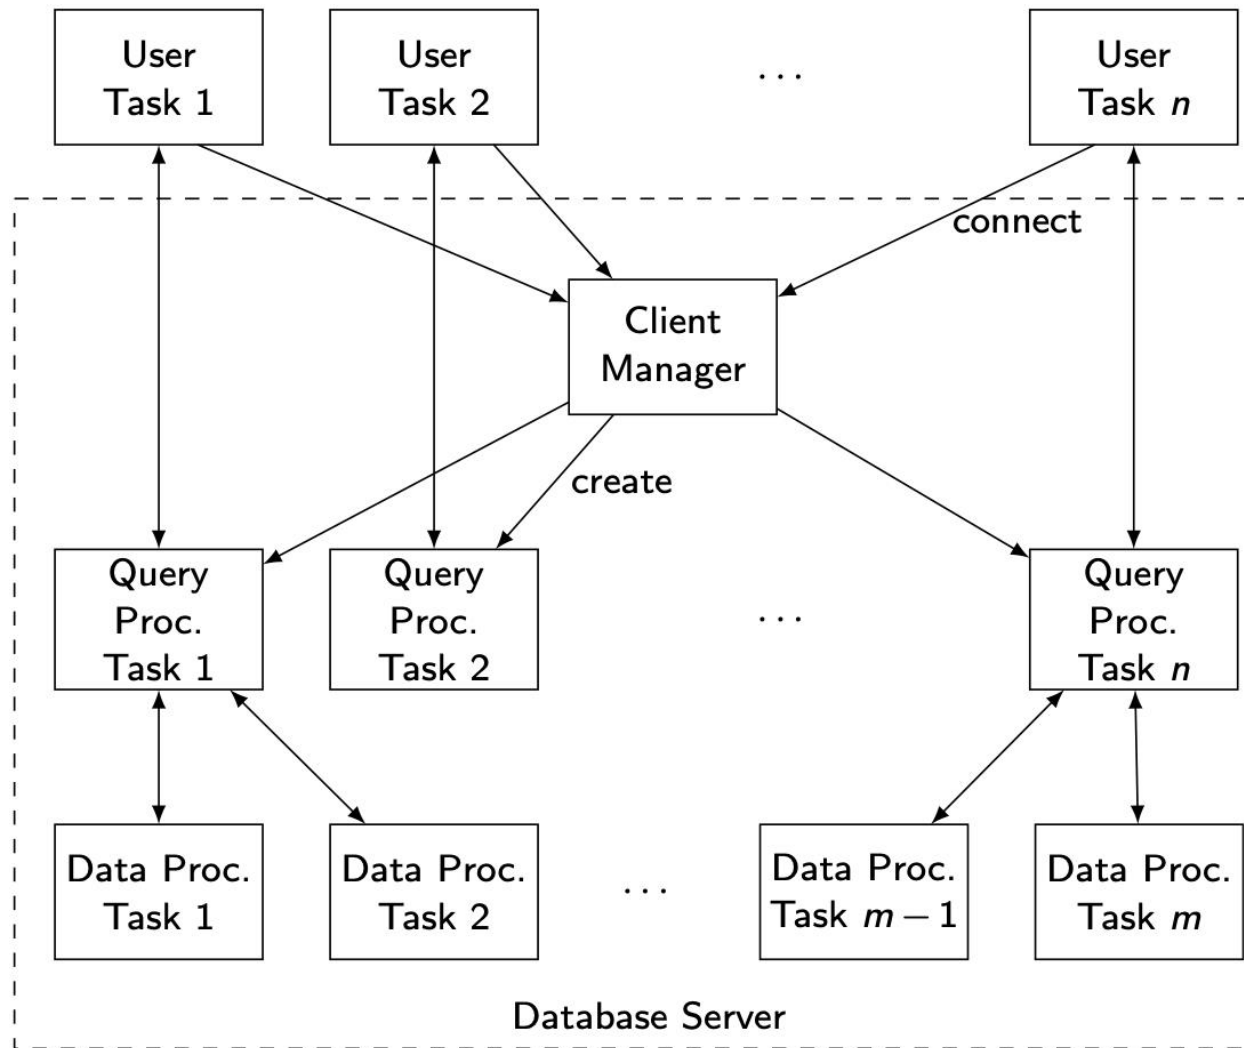 User
Task 1
User
Task 2
. . .
User
Task n
connect
Client
Manager
create
Query
Proc.
Task 1
Query
Proc.
Task 2
. . .
Query
Proc.
Task n
Data Proc.
Task 1
Data Proc.
Task 2
. . .
Data Proc.
Task m − 1
Data Proc.
Task m
Database Server